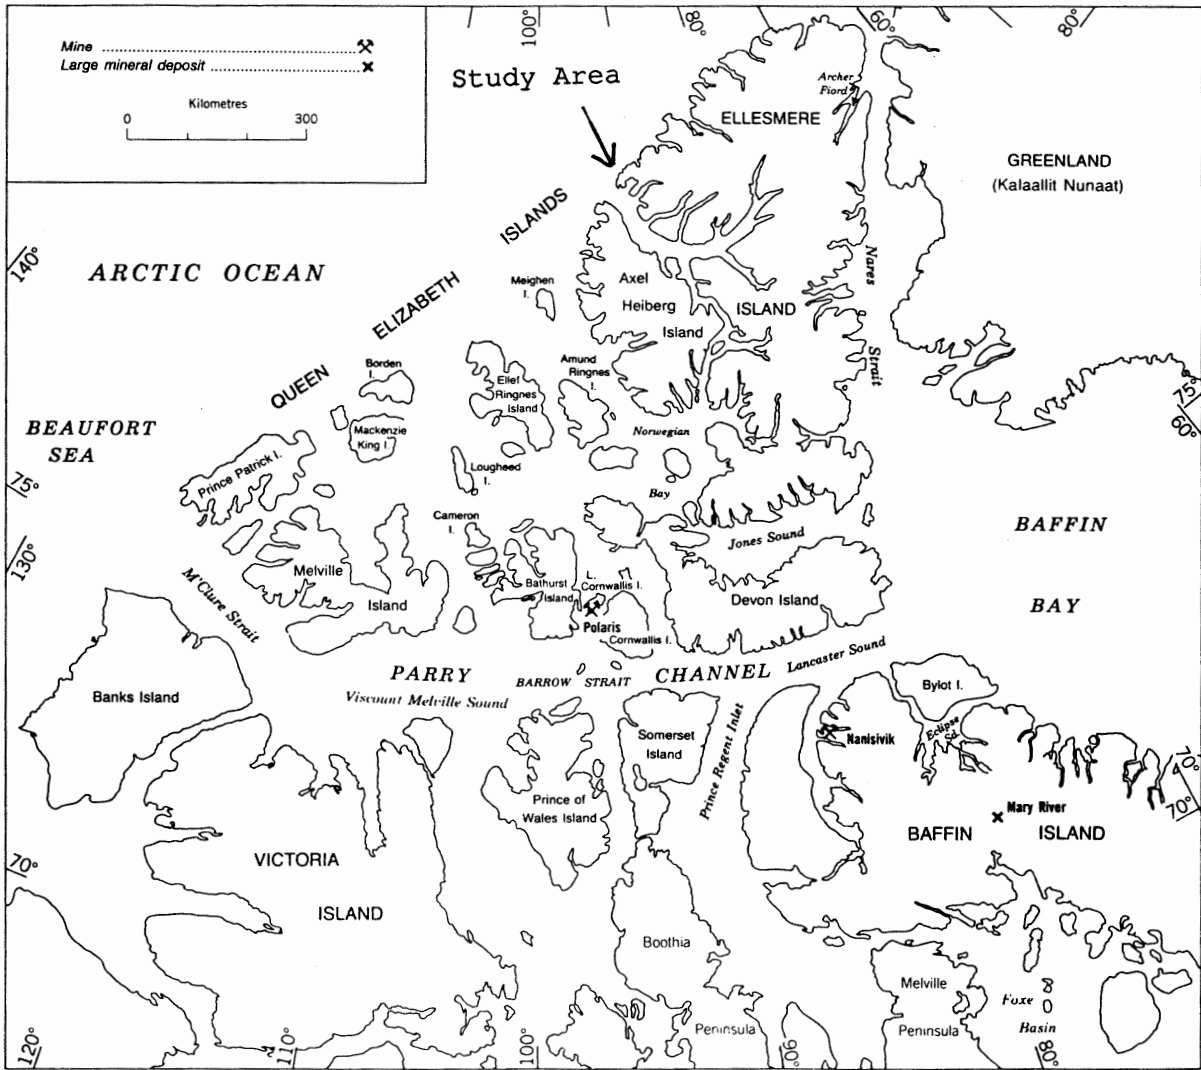 Mine
Large mineral deposit
Kilometres
0 300
Study Area
100°
80°
60°
80°
Archer
Fiord
ELLESMERE
GREENLAND
(Kalaallit Nunaat)
140°
ARCTIC OCEAN
QUEEN ELIZABETH ISLANDS
Meighen
I.
Axel
Heiberg
Island
ISLAND
Nares
Strait
Borden
I.
Ellef
Ringnes
Island
Amund
Ringnes
I.
75°
60°
BEAUFORT
SEA
Mackenzie
King I.
Norwegian
Bay
Prince Patrick I.
Lougheed
I.
75°
Cameron
I.
Jones Sound
BAFFIN
BAY
130°
M'Clure Strait
Melville
Island
Bathurst
Island
L.
Cornwallis I.
Polaris
Cornwallis I.
Devon Island
PARRY CHANNEL
Viscount Melville Sound
BARROW STRAIT
Lancaster Sound
Banks Island
Bylot I.
Somerset
Island
Prince Regent Inlet
Nanisivik
Eclipse
Sd.
70°
70°
Prince of
Wales Island
Mary River
BAFFIN ISLAND
VICTORIA
ISLAND
70°
Boothia
Peninsula
Melville
Peninsula
Foxe
Basin
120°
110°
100°
90°
80°